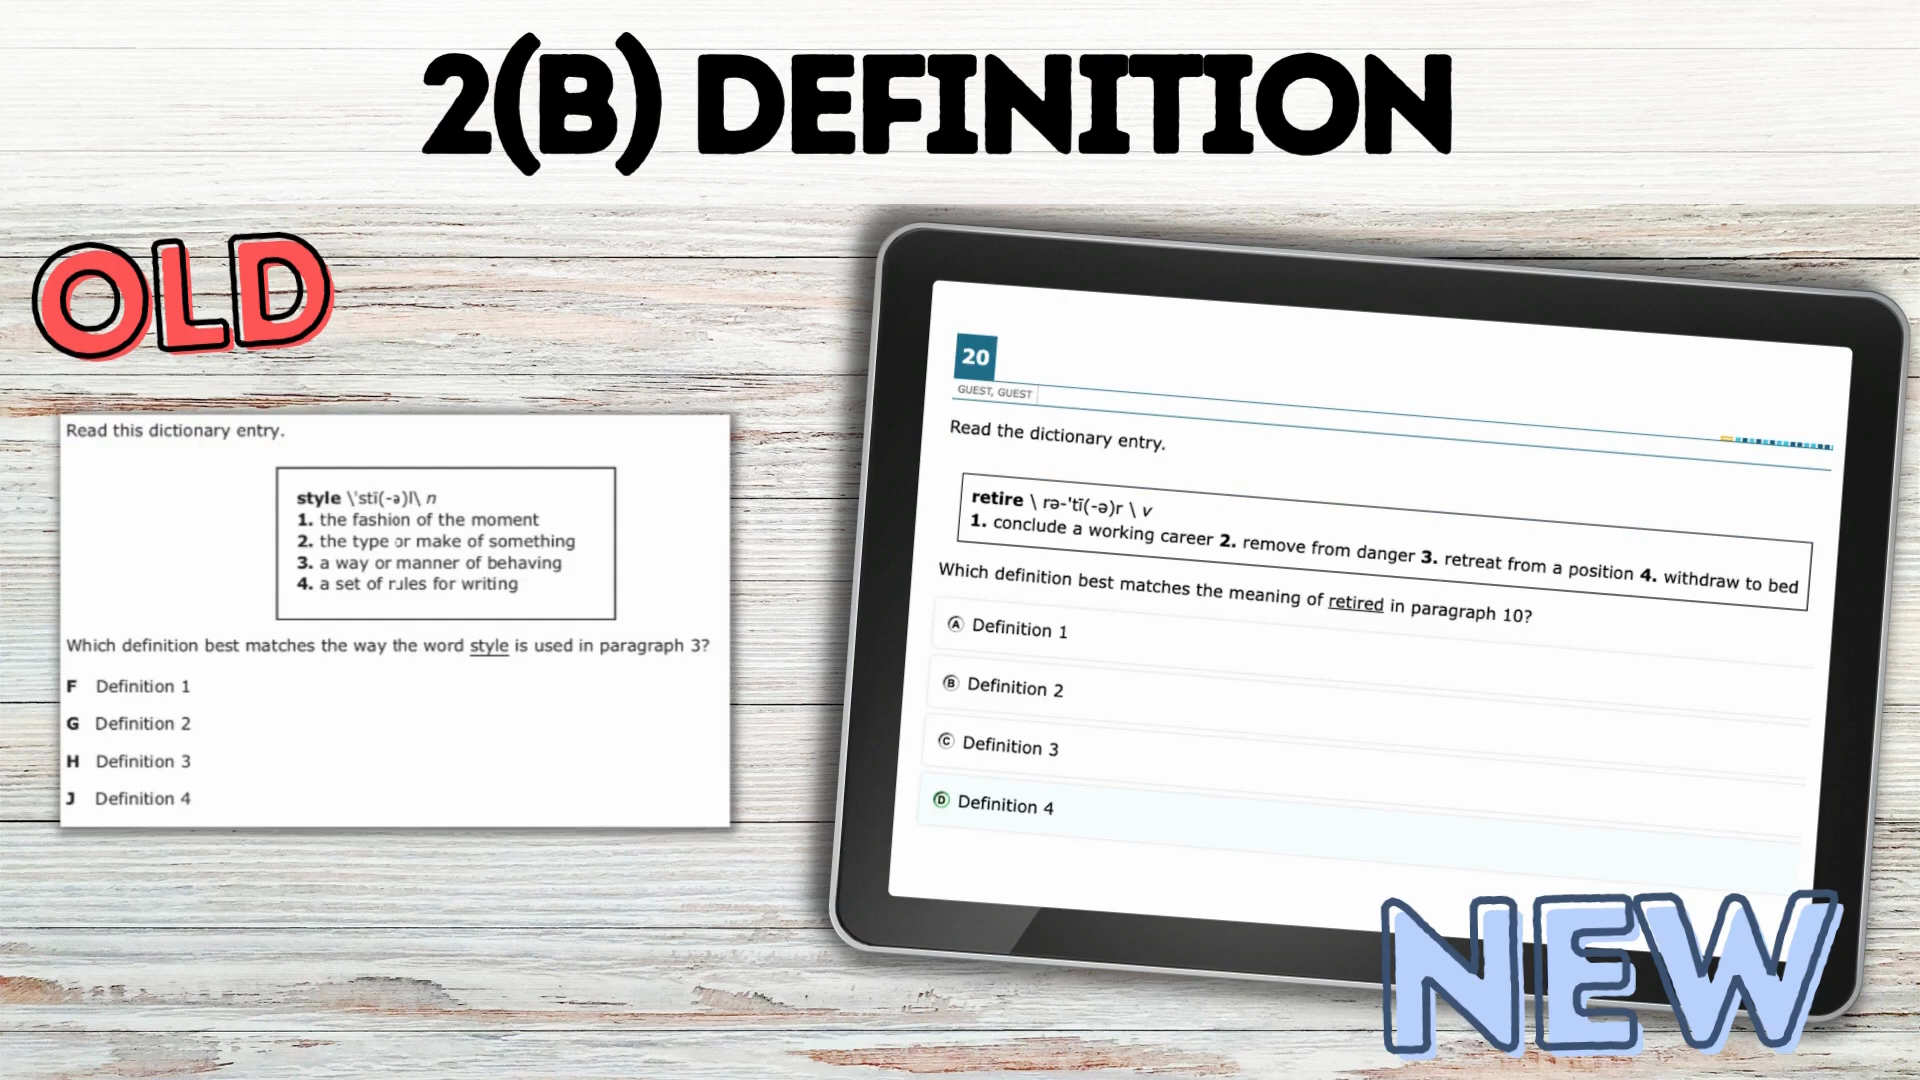 2(B) DEFINITION
OLD
Read this dictionary entry.
style \ˈstī(-ə)l\ n
1. the fashion of the moment
2. the type or make of something
3. a way or manner of behaving
4. a set of rules for writing
Which definition best matches the way the word style is used in paragraph 3?
F Definition 1
G Definition 2
H Definition 3
J Definition 4
20
GUEST, GUEST
Read the dictionary entry.
retire \ rə-'tī(-ə)r \ v
1. conclude a working career 2. remove from danger 3. retreat from a position 4. withdraw to bed
Which definition best matches the meaning of retired in paragraph 10?
A Definition 1
B Definition 2
C Definition 3
D Definition 4
NEW